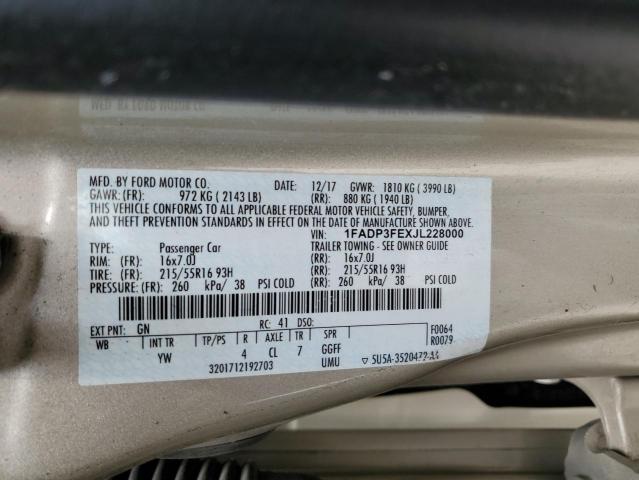 MFD. BY FORD MOTOR CO. DATE: 12/17 GVWR: 1810 KG ( 3990 LB)
GAWR: (FR): 972 KG ( 2143 LB) (RR): 880 KG ( 1940 LB)
THIS VEHICLE CONFORMS TO ALL APPLICABLE FEDERAL MOTOR VEHICLE SAFETY, BUMPER,
AND THEFT PREVENTION STANDARDS IN EFFECT ON THE DATE OF MANUFACTURE SHOWN ABOVE.
VIN: 1FADP3FEXJL228000
TYPE: Passenger Car TRAILER TOWING - SEE OWNER GUIDE
RIM: (FR): 16x7.0J (RR): 16x7.0J
TIRE: (FR): 215/55R16 93H (RR): 215/55R16 93H
PRESSURE: (FR): 260 kPa/ 38 PSI COLD (RR): 260 kPa/ 38 PSI COLD
EXT PNT: GN RC: 41 DSO: F0064
WB INT TR TP/PS R AXLE TR SPR R0079
YW 4 CL 7 GGFF
3201712192703 UMU 5U5A-3520472-AA